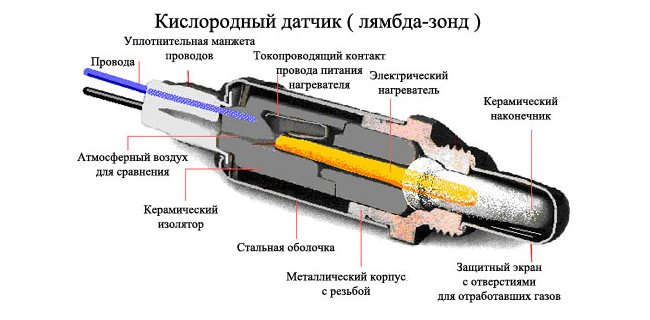 Кислородный датчик ( лямбда-зонд )
Уплотнительная манжета
проводов
Провода
Токопроводящий контакт
провода питания
нагревателя
Электрический
нагреватель
Керамический
наконечник
Атмосферный воздух
для сравнения
Керамический
изолятор
Стальная оболочка
Металлический корпус
с резьбой
Защитный экран
с отверстиями
для отработавших газов